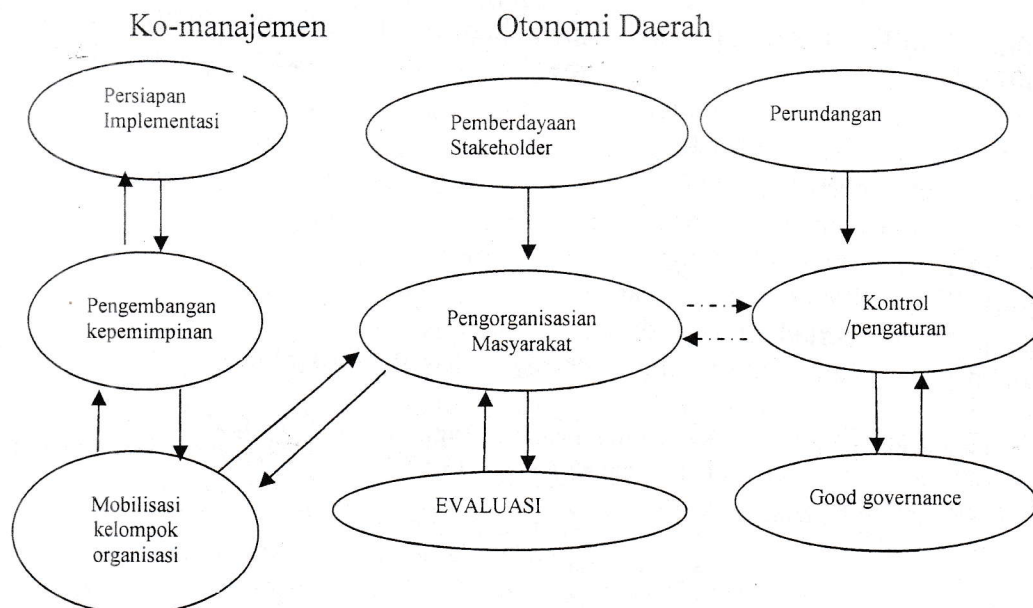 Ko-manajemen
Otonomi Daerah
Persiapan
Implementasi
Pemberdayaan
Stakeholder
Perundangan
Pengembangan
kepemimpinan
Pengorganisasian
Masyarakat
Kontrol
/pengaturan
Mobilisasi
kelompok
organisasi
EVALUASI
Good governance